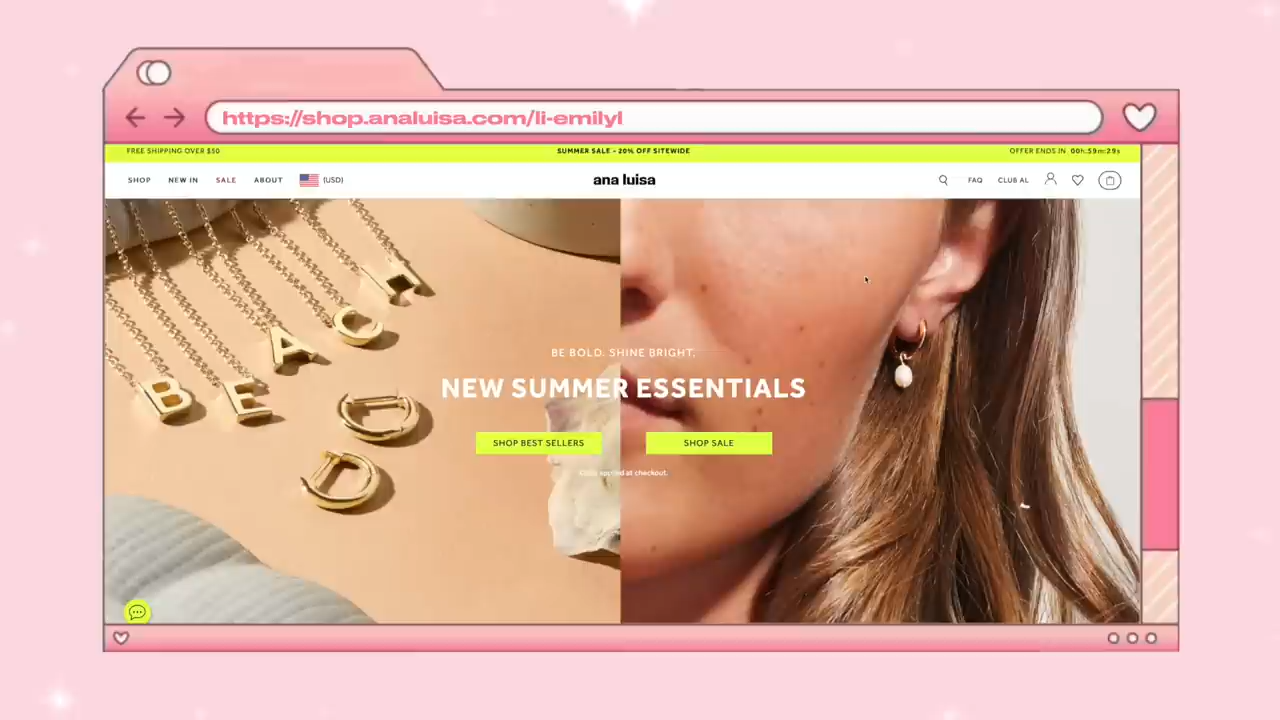 https://shop.analuisa.com/li-emilyl
FREE SHIPPING OVER $50
SUMMER SALE - 20% OFF SITEWIDE
OFFER ENDS IN 00h:59m:29s
SHOP
NEW IN
SALE
ABOUT
(USD)
ana luisa
FAQ
CLUB AL
B E A C H
BE BOLD. SHINE BRIGHT.
NEW SUMMER ESSENTIALS
SHOP BEST SELLERS
SHOP SALE
applied at checkout.